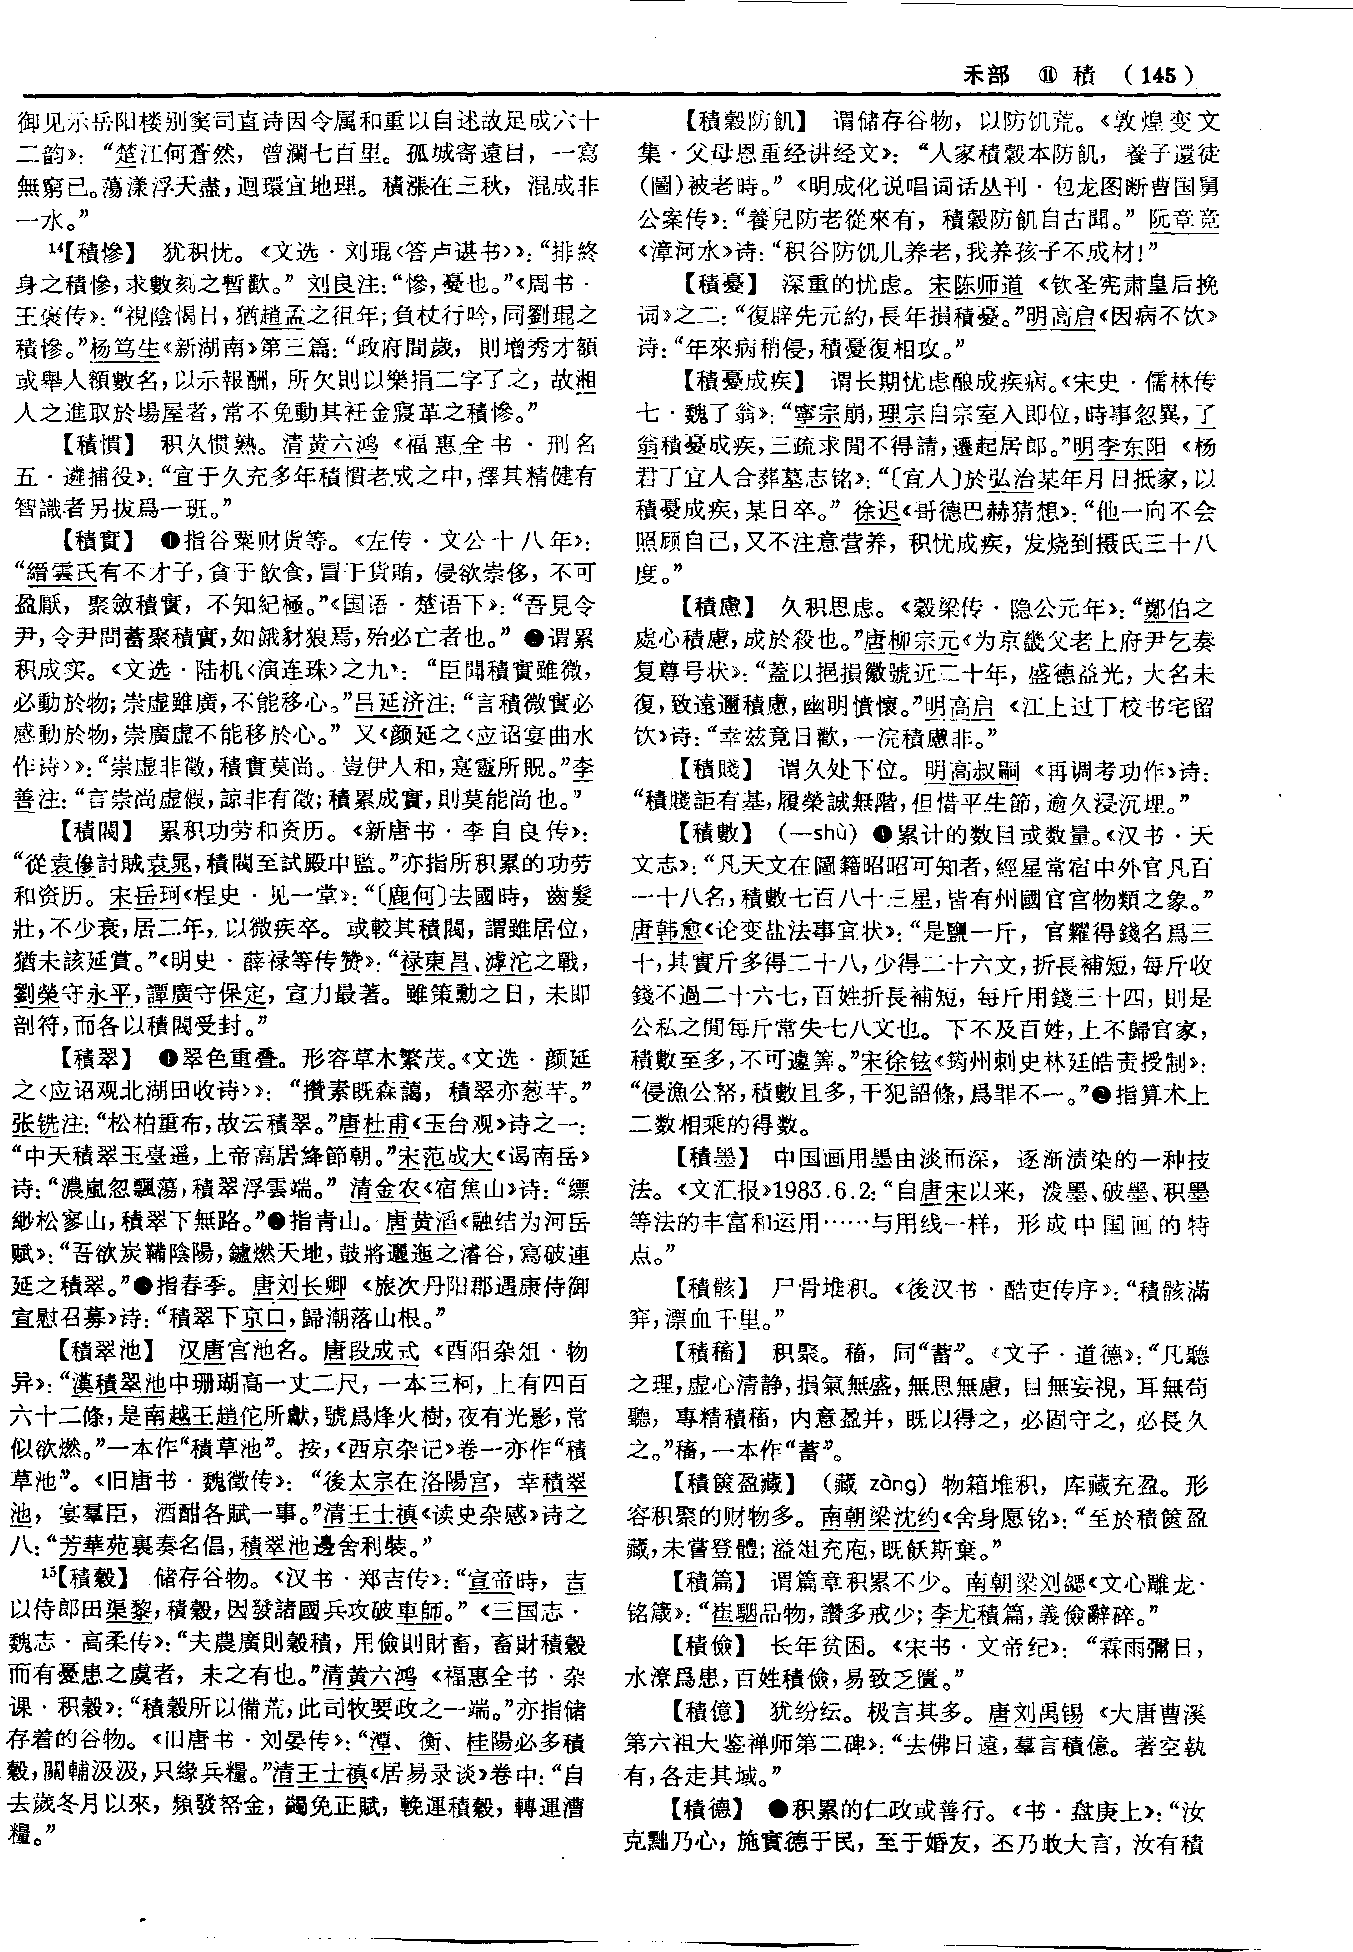 禾部 ⑪ 積 （145）
御见示岳阳楼别窦司直诗因令属和重以自述故足成六十
二韵》：“楚江何蒼然，曾瀾七百里。孤城寄遠目，一寫
無窮已。蕩漾浮天盡，迴環宜地理。積漲在三秋，混成非
一水。”
14【積慘】 犹积忧。《文选·刘琨〈答卢谌书〉》：“排終
身之積慘，求數刻之暫歡。”刘良注：“慘，憂也。”《周书·
王褒传》：“視陰愒日，猶趙孟之徂年；負杖行吟，同劉琨之
積慘。”杨笃生《新湖南》第三篇：“政府間歲，則增秀才額
或舉人額數名，以示報酬，所欠則以樂捐二字了之，故湘
人之進取於場屋者，常不免動其衽金寢革之積慘。”
【積慣】 积久惯熟。清黄六鸿《福惠全书·刑名
五·遴捕役》：“宜于久充多年積慣老成之中，擇其精健有
智識者另拔爲一班。”
【積實】 ❶指谷粟财货等。《左传·文公十八年》：
“縉雲氏有不才子，貪于飲食，冒于貨賄，侵欲崇侈，不可
盈厭，聚斂積實，不知紀極。”《国语·楚语下》：“吾見令
尹，令尹問蓄聚積實，如餓豺狼焉，殆必亡者也。” ❷谓累
积成实。《文选·陆机〈演连珠〉之九》：“臣聞積實雖微，
必動於物；崇虚雖廣，不能移心。”吕延济注：“言積微實必
感動於物，崇廣虚不能移於心。” 又《颜延之〈应诏宴曲水
作诗〉》：“崇虚非徵，積實莫尚。豈伊人和，寔靈所貺。”李
善注：“言崇尚虚假，諒非有徵；積累成實，則莫能尚也。”
【積閥】 累积功劳和资历。《新唐书·李自良传》：
“從袁傪討賊袁晁，積閥至試殿中監。”亦指所积累的功劳
和资历。宋岳珂《桯史·见一堂》：“〔鹿何〕去國時，齒髮
壯，不少衰，居二年，以微疾卒。或較其積閥，謂雖居位，
猶未該延賞。”《明史·薛禄等传赞》：“禄東昌、滹沱之戰，
劉榮守永平，譚廣守保定，宣力最著。雖策勳之日，未即
剖符，而各以積閥受封。”
【積翠】 ❶翠色重叠。形容草木繁茂。《文选·颜延
之〈应诏观北湖田收诗〉》：“攢素既森藹，積翠亦葱芊。”
张铣注：“松柏重布，故云積翠。”唐杜甫《玉台观》诗之一：
“中天積翠玉臺遥，上帝高居絳節朝。”宋范成大《谒南岳》
诗：“濃嵐忽飄蕩，積翠浮雲端。” 清金农《宿焦山》诗：“縹
緲松寥山，積翠下無路。”❷指青山。唐黄滔《融结为河岳
赋》：“吾欲炭鞴陰陽，鑪燃天地，鼓將邐迤之濬谷，寫破連
延之積翠。”❸指春季。唐刘长卿《旅次丹阳郡遇康侍御
宣慰召募》诗：“積翠下京口，歸潮落山根。”
【積翠池】 汉唐宫池名。唐段成式《酉阳杂俎·物
异》：“漢積翠池中珊瑚高一丈二尺，一本三柯，上有四百
六十二條，是南越王趙佗所獻，號爲烽火樹，夜有光影，常
似欲燃。”一本作“積草池”。按，《西京杂记》卷一亦作“積
草池”。《旧唐书·魏徵传》：“後太宗在洛陽宫，幸積翠
池，宴羣臣，酒酣各賦一事。”清王士禛《读史杂感》诗之
八：“芳華苑裏奏名倡，積翠池邊舍利裝。”
15【積穀】 储存谷物。《汉书·郑吉传》：“宣帝時，吉
以侍郎田渠黎，積穀，因發諸國兵攻破車師。”《三国志·
魏志·高柔传》：“夫農廣則穀積，用儉則財畜，畜財積穀
而有憂患之虞者，未之有也。”清黄六鸿《福惠全书·杂
课·积穀》：“積穀所以備荒，此司牧要政之一端。”亦指储
存着的谷物。《旧唐书·刘晏传》：“潭、衡、桂陽必多積
穀，關輔汲汲，只緣兵糧。”清王士禛《居易录谈》卷中：“自
去歲冬月以來，頻發帑金，蠲免正賦，輓運積穀，轉運漕
糧。”
【積穀防飢】 谓储存谷物，以防饥荒。《敦煌变文
集·父母恩重经讲经文》：“人家積穀本防飢，養子還徒
（圖）被老時。”《明成化说唱词话丛刊·包龙图断曹国舅
公案传》：“養兒防老從來有，積穀防飢自古聞。” 阮章竞
《漳河水》诗：“积谷防饥儿养老，我养孩子不成材！”
【積憂】 深重的忧虑。宋陈师道《钦圣宪肃皇后挽
词》之二：“復辟先元約，長年損積憂。”明高启《因病不饮》
诗：“年來病稍侵，積憂復相攻。”
【積憂成疾】 谓长期忧虑酿成疾病。《宋史·儒林传
七·魏了翁》：“寧宗崩，理宗自宗室入即位，時事忽異，了
翁積憂成疾，三疏求閒不得請，遷起居郎。”明李东阳《杨
君丁宜人合葬墓志铭》：“〔宜人〕於弘治某年月日抵家，以
積憂成疾，某日卒。” 徐迟《哥德巴赫猜想》：“他一向不会
照顾自己，又不注意营养，积忧成疾，发烧到摄氏三十八
度。”
【積慮】 久积思虑。《穀梁传·隐公元年》：“鄭伯之
處心積慮，成於殺也。”唐柳宗元《为京畿父老上府尹乞奏
复尊号状》：“蓋以挹損徽號近二十年，盛德益光，大名未
復，致遠邇積慮，幽明憤懷。”明高启《江上过丁校书宅留
饮》诗：“幸兹竟日歡，一浣積慮非。”
【積賤】 谓久处下位。明高叔嗣《再调考功作》诗：
“積賤詎有基，履榮誠無階，但惜平生節，逾久浸沉埋。”
【積數】 （—shù） ❶累计的数目或数量。《汉书·天
文志》：“凡天文在圖籍昭昭可知者，經星常宿中外官凡百
一十八名，積數七百八十三星，皆有州國官宫物類之象。”
唐韩愈《论变盐法事宜状》：“是鹽一斤，官糶得錢名爲三
十，其實斤多得二十八，少得二十六文，折長補短，每斤收
錢不過二十六七，百姓折長補短，每斤用錢三十四，則是
公私之間每斤常失七八文也。下不及百姓，上不歸官家，
積數至多，不可遽筭。”宋徐铉《筠州刺史林廷皓责授制》：
“侵漁公帑，積數且多，干犯詔條，爲罪不一。”❷指算术上
二数相乘的得数。
【積墨】 中国画用墨由淡而深，逐渐渍染的一种技
法。《文汇报》1983.6.2：“自唐宋以来，泼墨、破墨、积墨
等法的丰富和运用……与用线一样，形成中国画的特
点。”
【積骸】 尸骨堆积。《後汉书·酷吏传序》：“積骸滿
穽，漂血千里。”
【積稸】 积聚。稸，同“蓄”。《文子·道德》：“凡聽
之理，虚心清静，損氣無盛，無思無慮，目無妄視，耳無苟
聽，專精積稸，内意盈并，既以得之，必固守之，必長久
之。”稸，一本作“蓄”。
【積篋盈藏】 （藏 zàng） 物箱堆积，库藏充盈。形
容积聚的财物多。南朝梁沈约《舍身愿铭》：“至於積篋盈
藏，未嘗登體；溢俎充庖，既飫斯棄。”
【積篇】 谓篇章积累不少。南朝梁刘勰《文心雕龙·
铭箴》：“崔駰品物，讚多戒少；李尤積篇，義儉辭碎。”
【積儉】 长年贫困。《宋书·文帝纪》：“霖雨彌日，
水潦爲患，百姓積儉，易致乏匱。”
【積億】 犹纷纭。极言其多。唐刘禹锡《大唐曹溪
第六祖大鉴禅师第二碑》：“去佛日遠，羣言積億。著空執
有，各走其域。”
【積德】 ❶积累的仁政或善行。《书·盘庚上》：“汝
克黜乃心，施實德于民，至于婚友，丕乃敢大言，汝有積